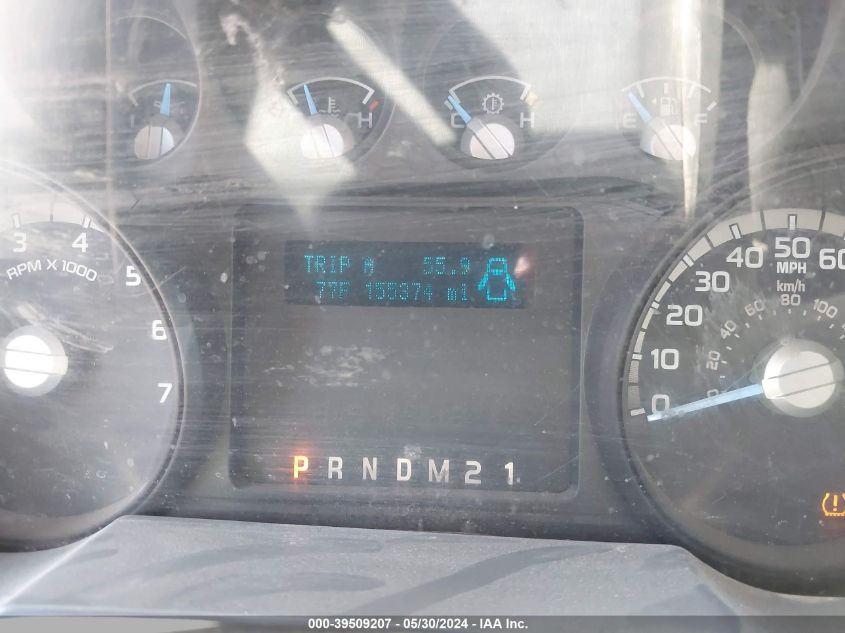 L
H
C H
E F
3 4 5 6 7
RPM X 1000
TRIP A 55.9
77F 155374 mi
P R N D M 2 1
0 10 20 30 40 50 60
MPH
km/h
20 40 60 80 100
000-39509207 - 05/30/2024 - IAA Inc.